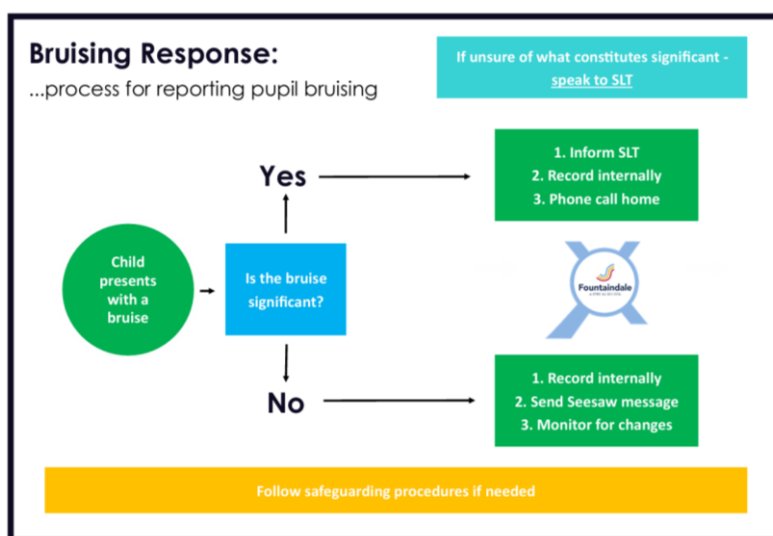 Bruising Response:
...process for reporting pupil bruising
If unsure of what constitutes significant -
speak to SLT
Yes
1. Inform SLT
2. Record internally
3. Phone call home
Child
presents
with a
bruise
Is the bruise
significant?
Fountaindale
No
1. Record internally
2. Send Seesaw message
3. Monitor for changes
Follow safeguarding procedures if needed